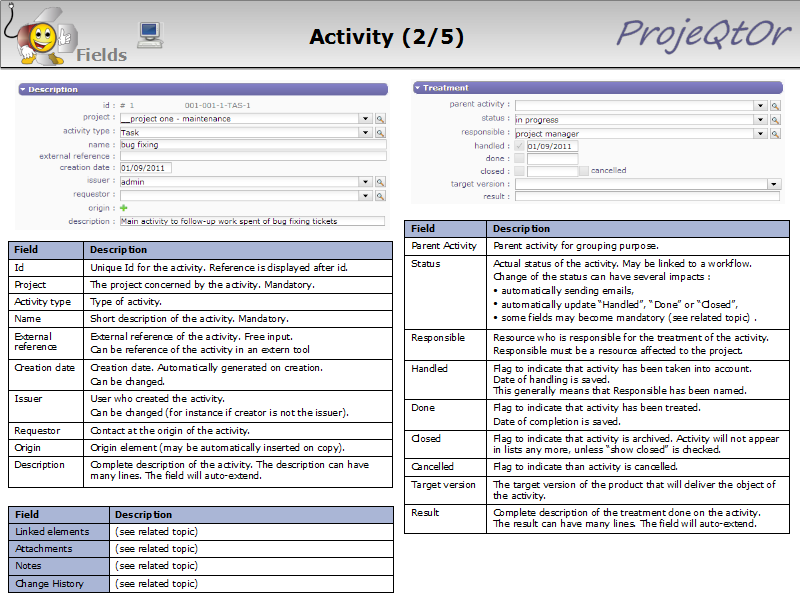 Fields
Activity (2/5)
ProjeQtOr
Description
id : # 1 001-001-1-TAS-1
project : __project one - maintenance
activity type : Task
name : bug fixing
external reference :
creation date : 01/09/2011
issuer : admin
requestor :
origin :
description : Main activity to follow-up work spent of bug fixing tickets
Field Description
Id Unique Id for the activity. Reference is displayed after id.
Project The project concerned by the activity. Mandatory.
Activity type Type of activity.
Name Short description of the activity. Mandatory.
External reference External reference of the activity. Free input.
Can be reference of the activity in an extern tool
Creation date Creation date. Automatically generated on creation.
Can be changed.
Issuer User who created the activity.
Can be changed (for instance if creator is not the issuer).
Requestor Contact at the origin of the activity.
Origin Origin element (may be automatically inserted on copy).
Description Complete description of the activity. The description can have
many lines. The field will auto-extend.
Field Description
Linked elements (see related topic)
Attachments (see related topic)
Notes (see related topic)
Change History (see related topic)
Treatment
parent activity :
status : in progress
responsible : project manager
handled : 01/09/2011
done :
closed : cancelled
target version :
result :
Field Description
Parent Activity Parent activity for grouping purpose.
Status Actual status of the activity. May be linked to a workflow.
Change of the status can have several impacts :
• automatically sending emails,
• automatically update “Handled”, “Done” or “Closed”,
• some fields may become mandatory (see related topic) .
Responsible Resource who is responsible for the treatment of the activity.
Responsible must be a resource affected to the project.
Handled Flag to indicate that activity has been taken into account.
Date of handling is saved.
This generally means that Responsible has been named.
Done Flag to indicate that activity has been treated.
Date of completion is saved.
Closed Flag to indicate that activity is archived. Activity will not appear
in lists any more, unless “show closed” is checked.
Cancelled Flag to indicate than activity is cancelled.
Target version The target version of the product that will deliver the object of
the activity.
Result Complete description of the treatment done on the activity.
The result can have many lines. The field will auto-extend.